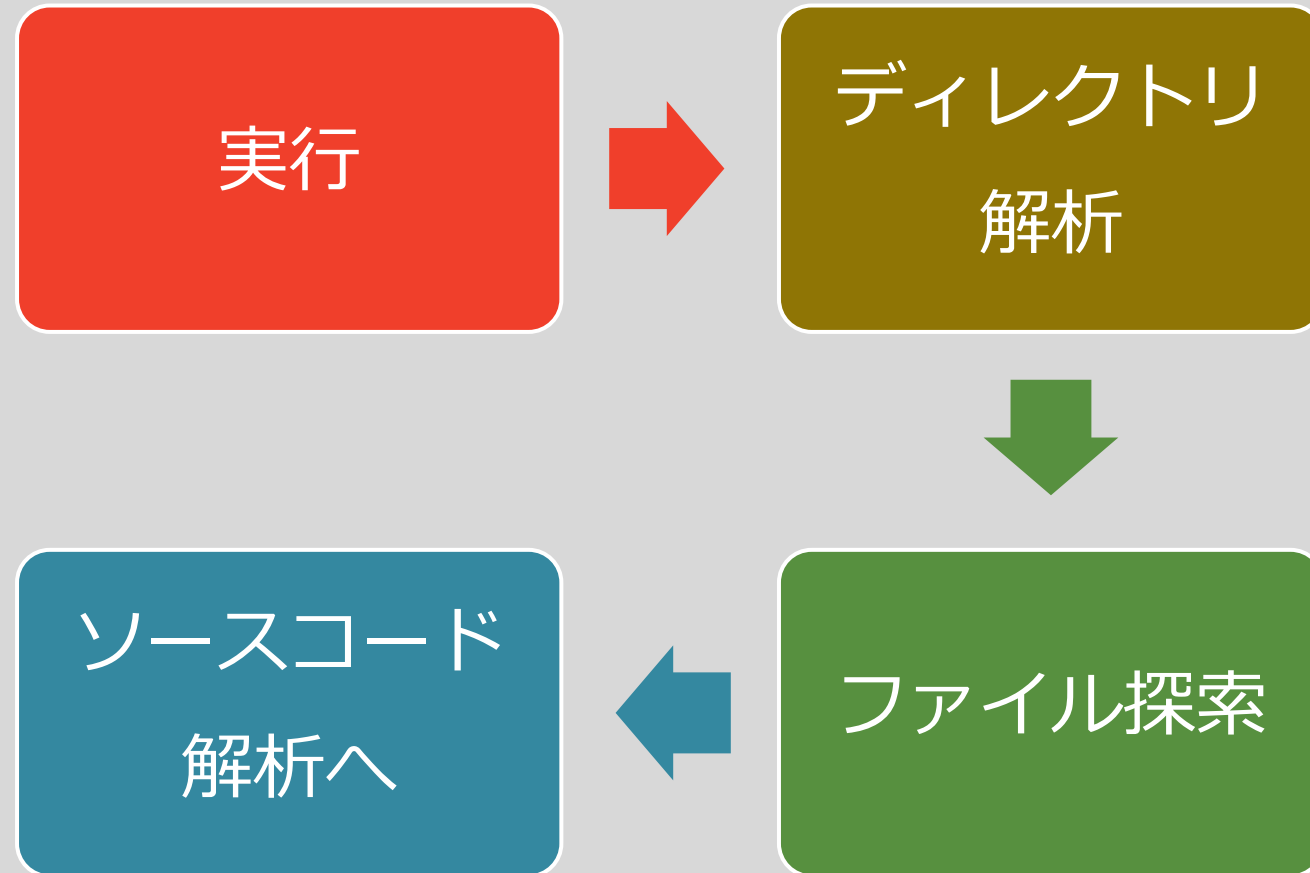 実行
ディレクトリ
解析
ファイル探索
ソースコード
解析へ